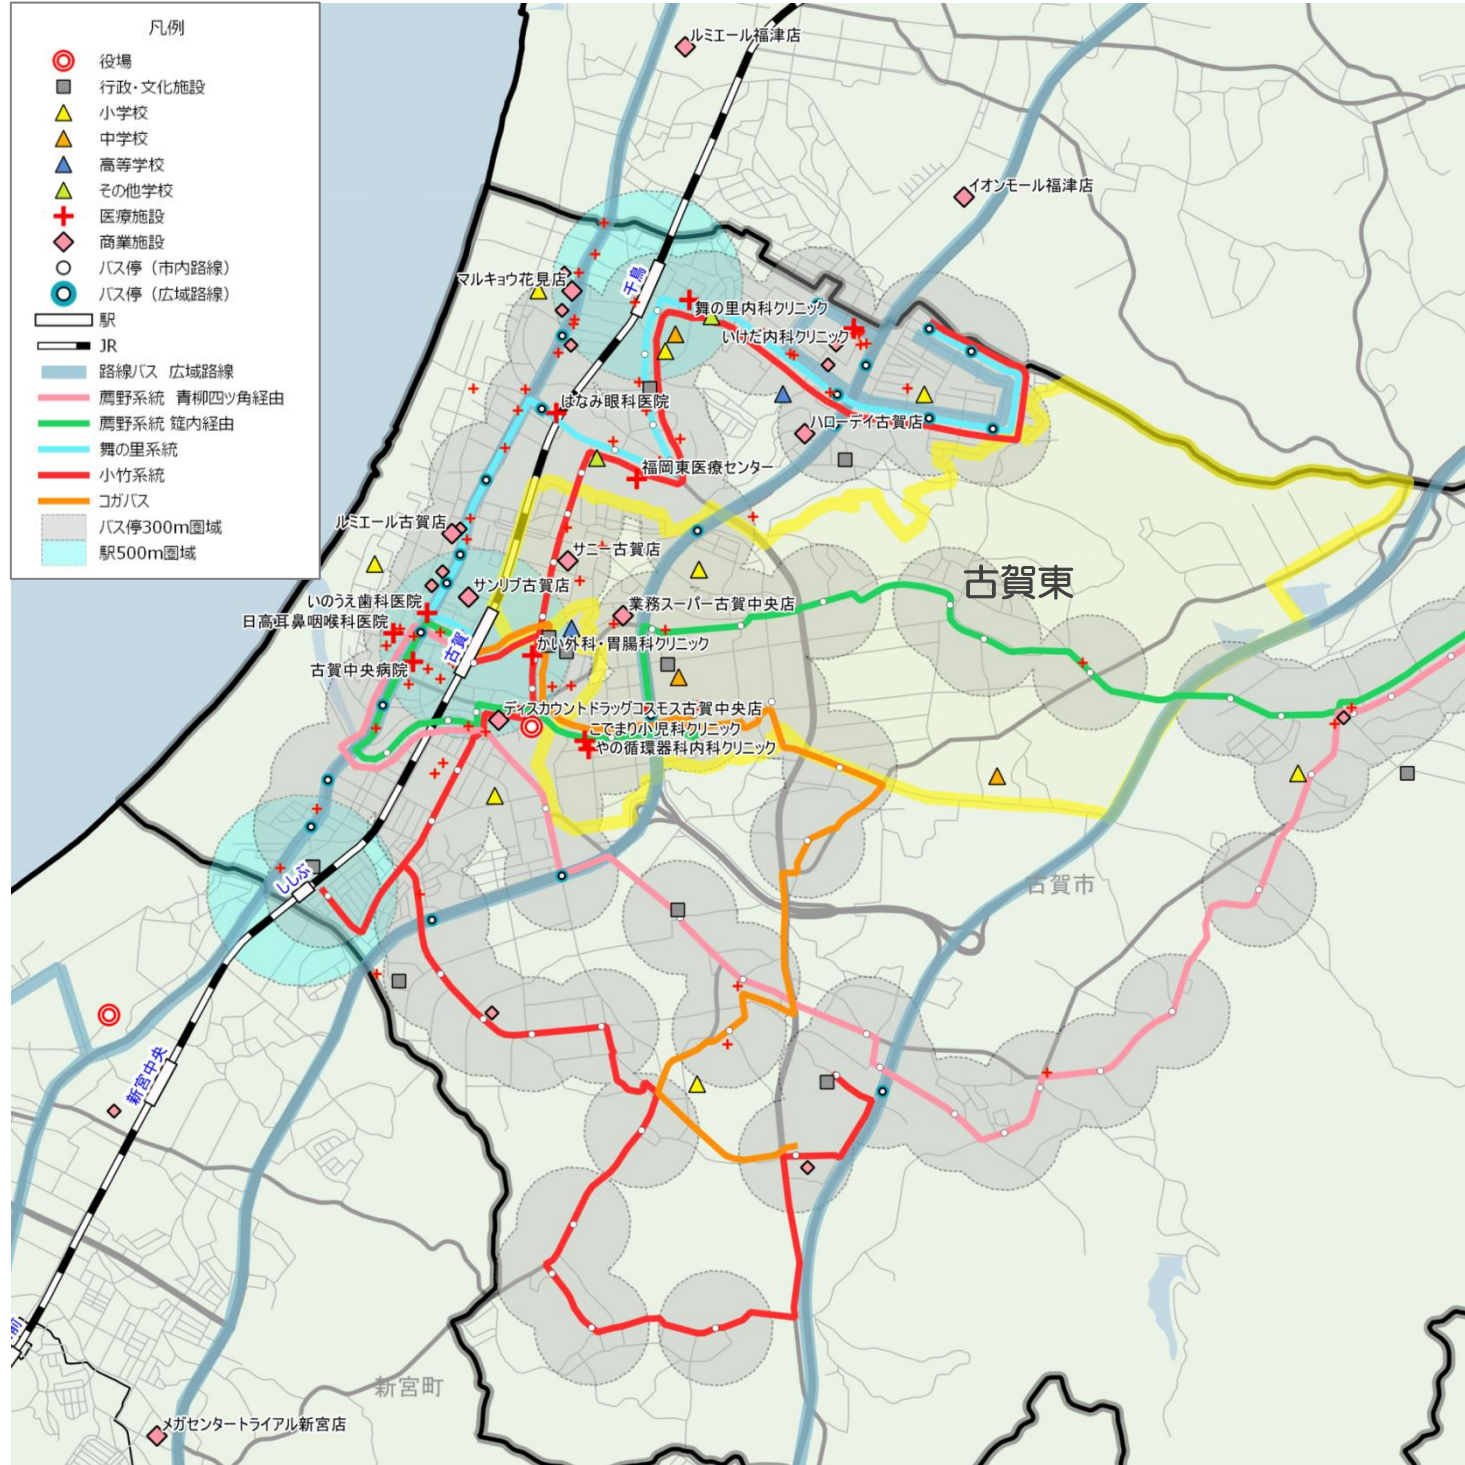 凡例
役場
行政・文化施設
小学校
中学校
高等学校
その他学校
医療施設
商業施設
バス停（市内路線）
バス停（広域路線）
駅
JR
路線バス 広域路線
薦野系統 青柳四ッ角経由
薦野系統 筵内経由
舞の里系統
小竹系統
コガバス
バス停300m圏域
駅500m圏域
ルミエール福津店
イオンモール福津店
マルキョウ花見店
千鳥
舞の里内科クリニック
いけだ内科クリニック
はなみ眼科医院
ハローデイ古賀店
福岡東医療センター
ルミエール古賀店
サニー古賀店
サンリブ古賀店
古賀東
いのうえ歯科医院
業務スーパー古賀中央店
日高耳鼻咽喉科医院
古賀
かい外科・胃腸科クリニック
古賀中央病院
ディスカウントドラッグコスモス古賀中央店
こでまり小児科クリニック
やの循環器科内科クリニック
ししぶ
古賀市
新宮中央
前
新宮町
メガセンタートライアル新宮店